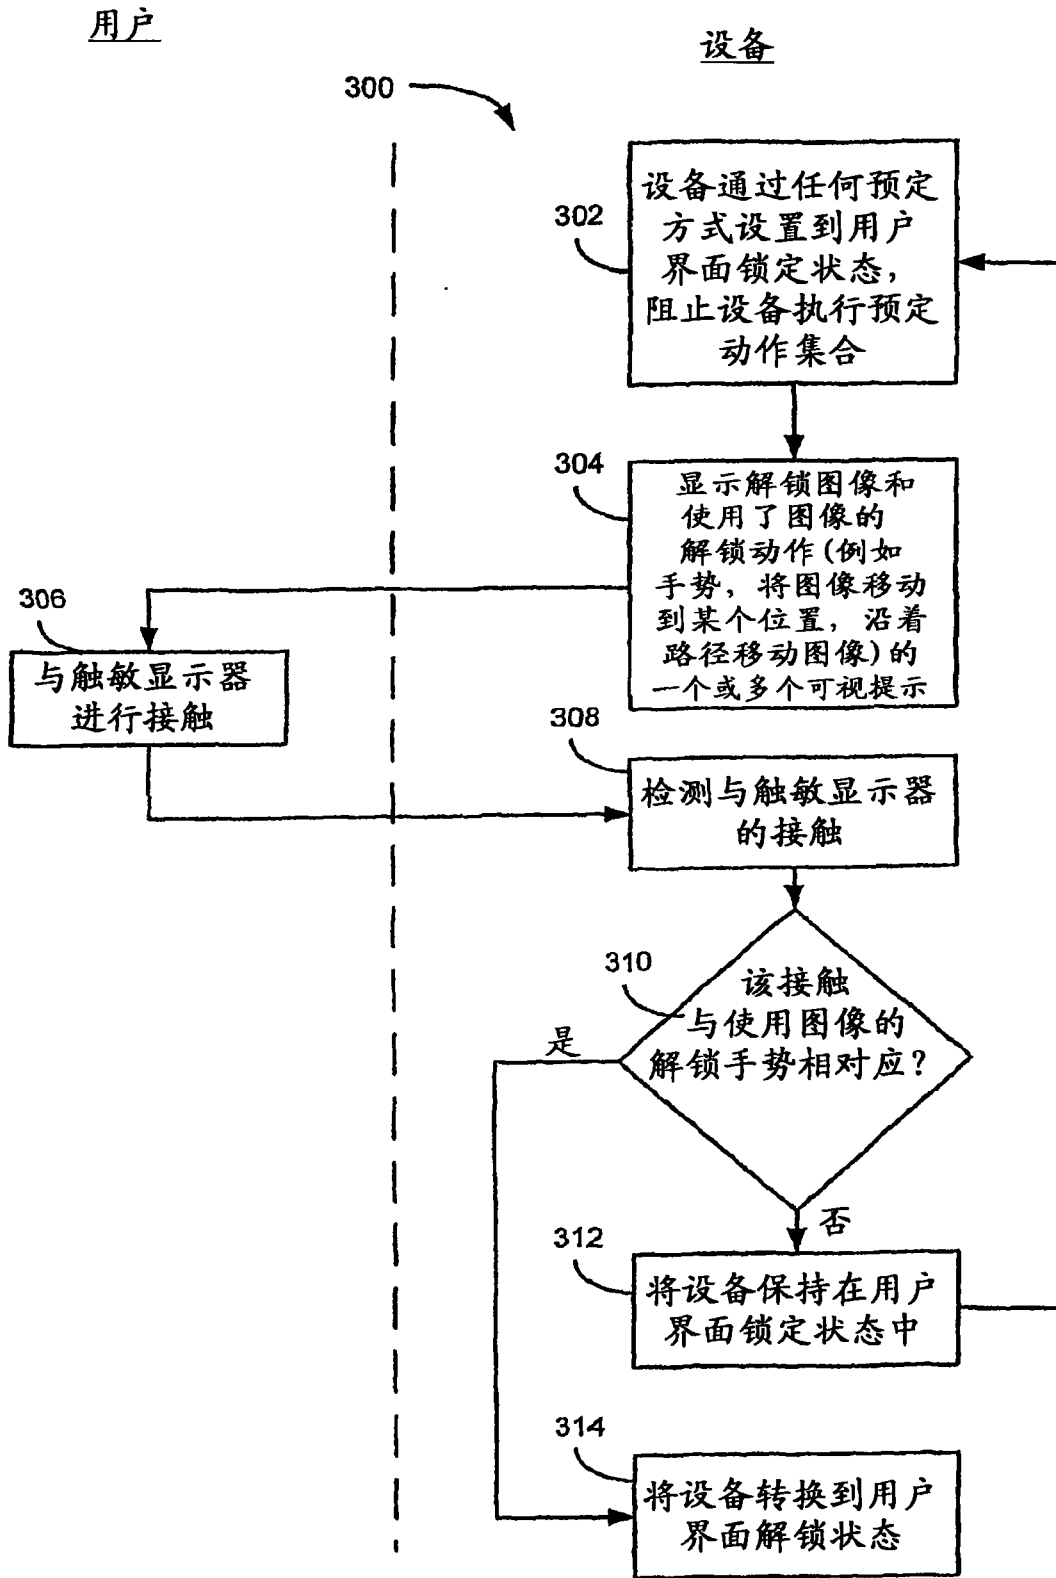 用户
设备
300
302
设备通过任何预定
方式设置到用户
界面锁定状态，
阻止设备执行预定
动作集合
304
显示解锁图像和
使用了图像的
解锁动作(例如
手势，将图像移动
到某个位置，沿着
路径移动图像)的
一个或多个可视提示
306
与触敏显示器
进行接触
308
检测与触敏显示器
的接触
310
该接触
与使用图像的
解锁手势相对应?
是
否
312
将设备保持在用户
界面锁定状态中
314
将设备转换到用户
界面解锁状态